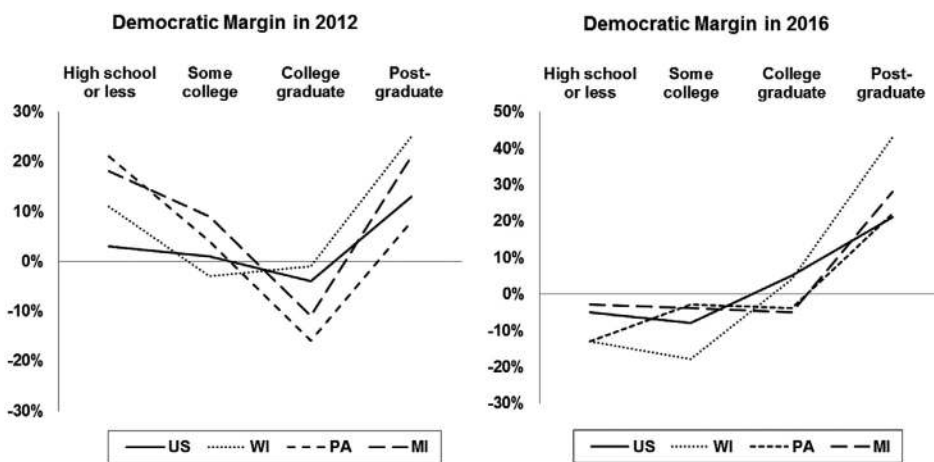 Democratic Margin in 2012
High school or less
Some college
College graduate
Post-graduate
30%
20%
10%
0%
-10%
-20%
-30%
US WI PA MI
Democratic Margin in 2016
High school or less
Some college
College graduate
Post-graduate
50%
40%
30%
20%
10%
0%
-10%
-20%
-30%
US WI PA MI